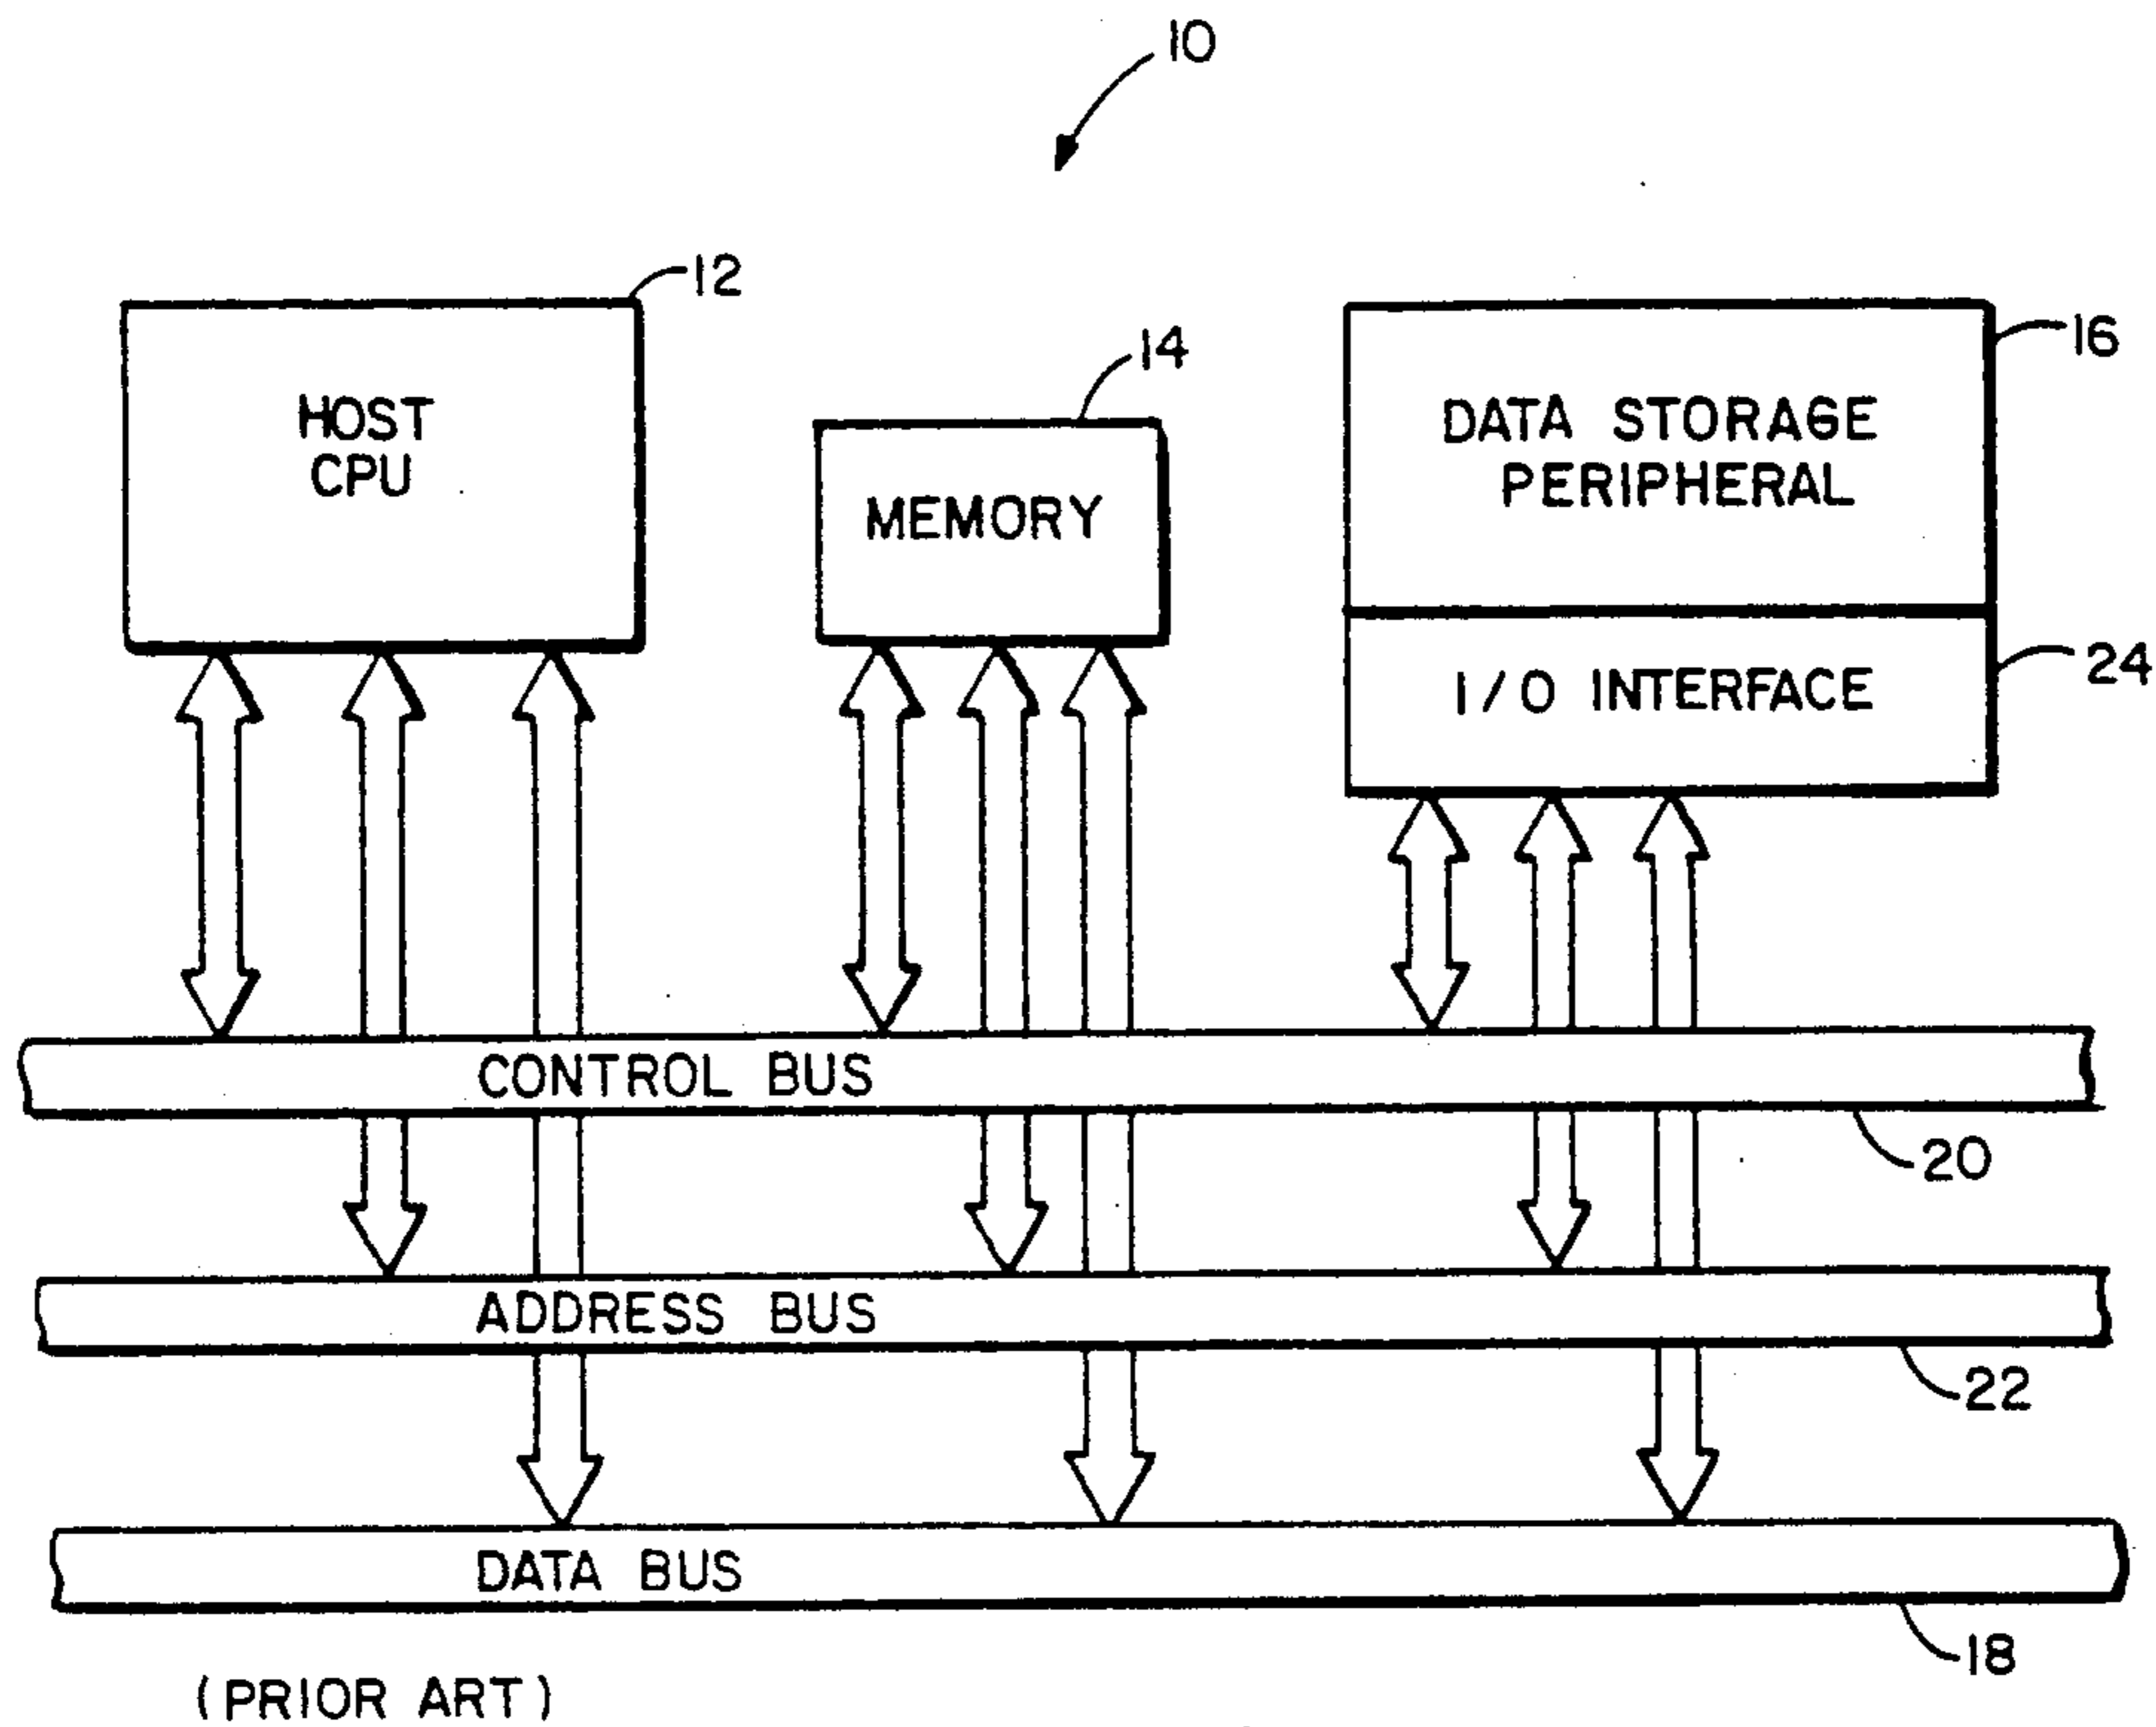 10
12
HOST
CPU
14
MEMORY
16
DATA STORAGE
PERIPHERAL
24
I/O INTERFACE
CONTROL BUS
20
ADDRESS BUS
22
DATA BUS
18
(PRIOR ART)